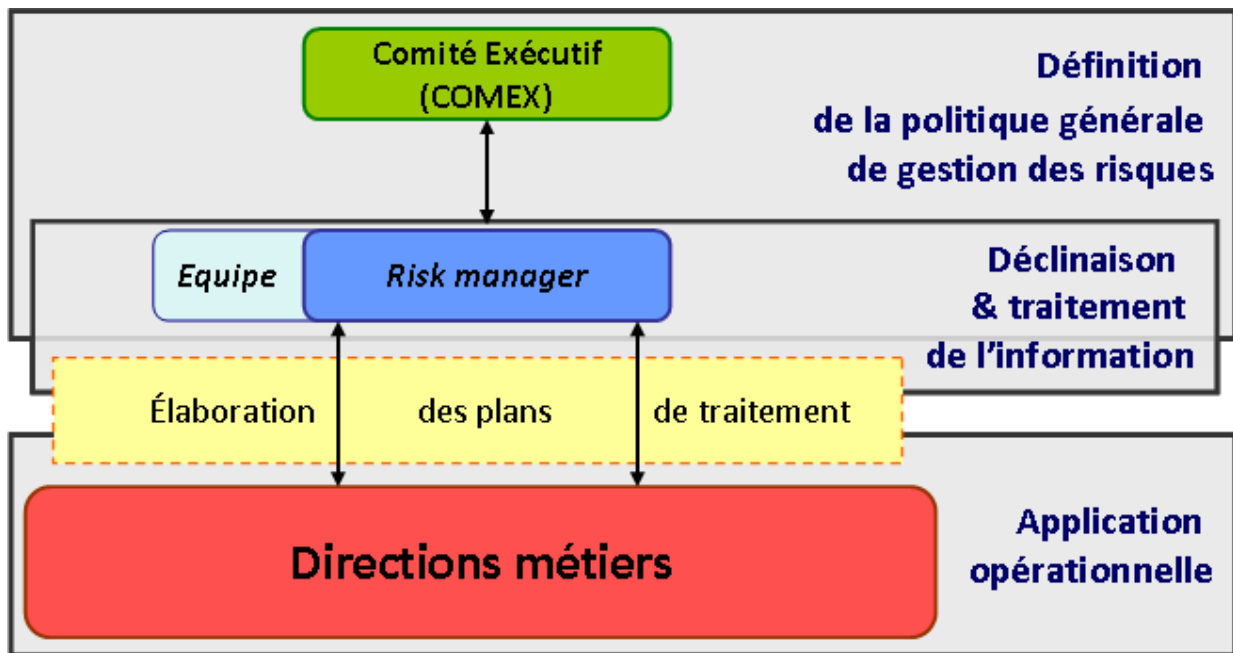 Comité Exécutif
(COMEX)
Définition
de la politique générale
de gestion des risques
Equipe
Risk manager
Déclinaison
& traitement
de l'information
Élaboration des plans de traitement
Directions métiers
Application
opérationnelle